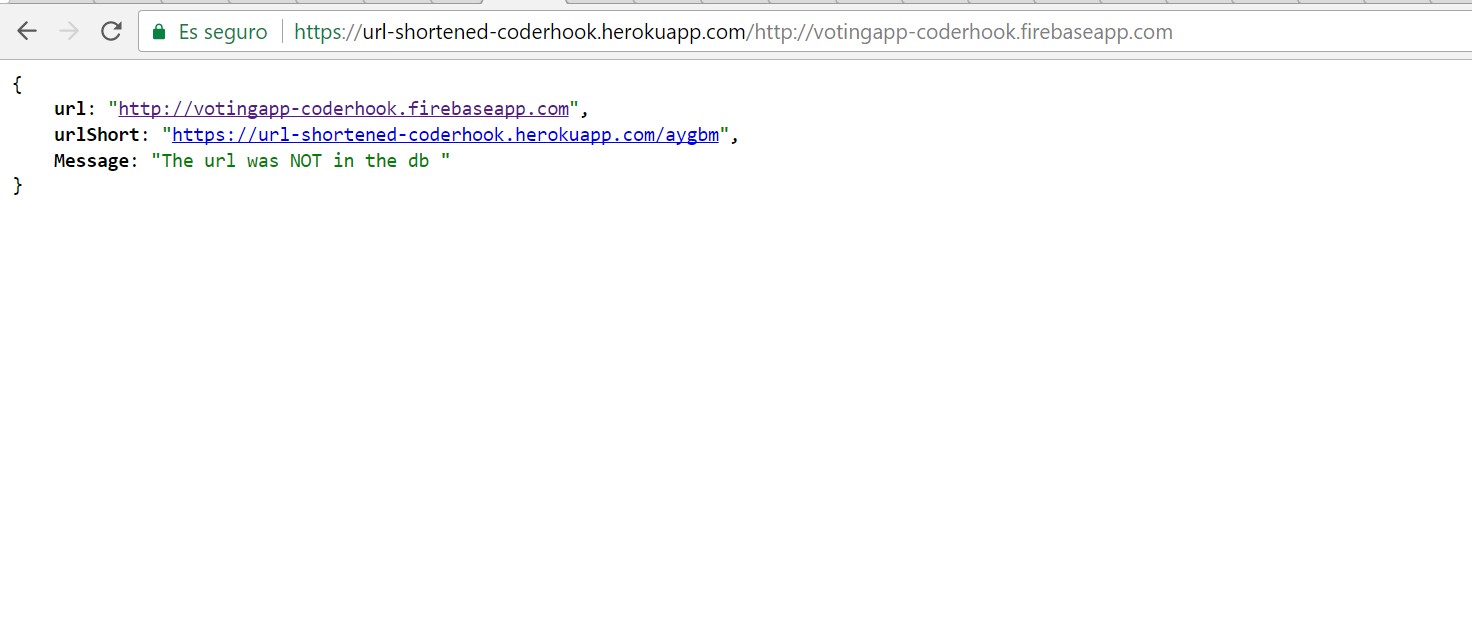 Es seguro https://url-shortened-coderhook.herokuapp.com/http://votingapp-coderhook.firebaseapp.com
{
url: "http://votingapp-coderhook.firebaseapp.com",
urlShort: "https://url-shortened-coderhook.herokuapp.com/aygbm",
Message: "The url was NOT in the db "
}